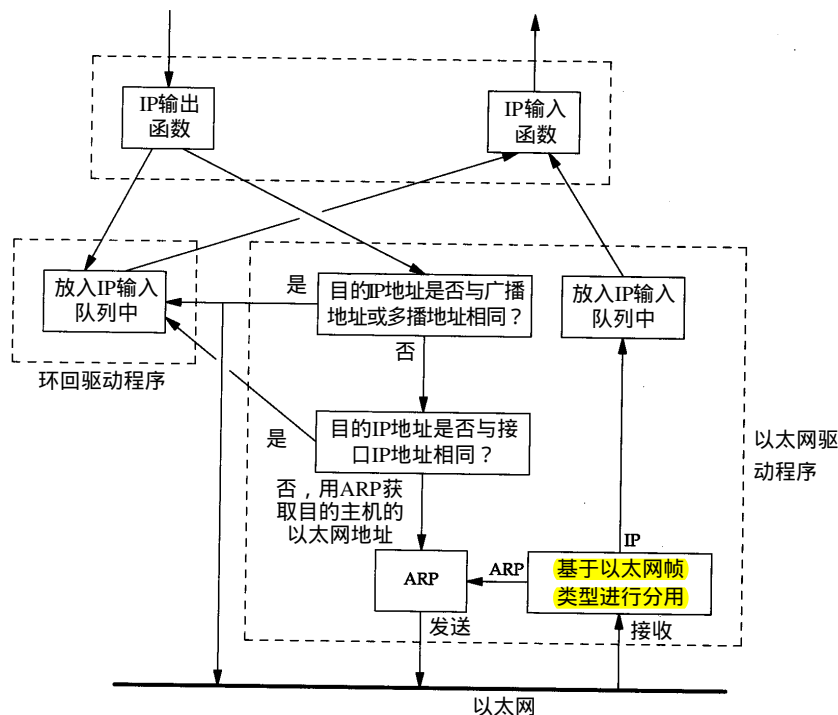 IP输出
函数
IP输入
函数
放入IP输入
队列中
是
目的IP地址是否与广播
地址或多播地址相同？
放入IP输入
队列中
否
环回驱动程序
是
目的IP地址是否与接
口IP地址相同？
以太网驱
动程序
否，用ARP获
取目的主机的
以太网地址
IP
ARP
ARP
基于以太网帧
类型进行分用
发送
接收
以太网